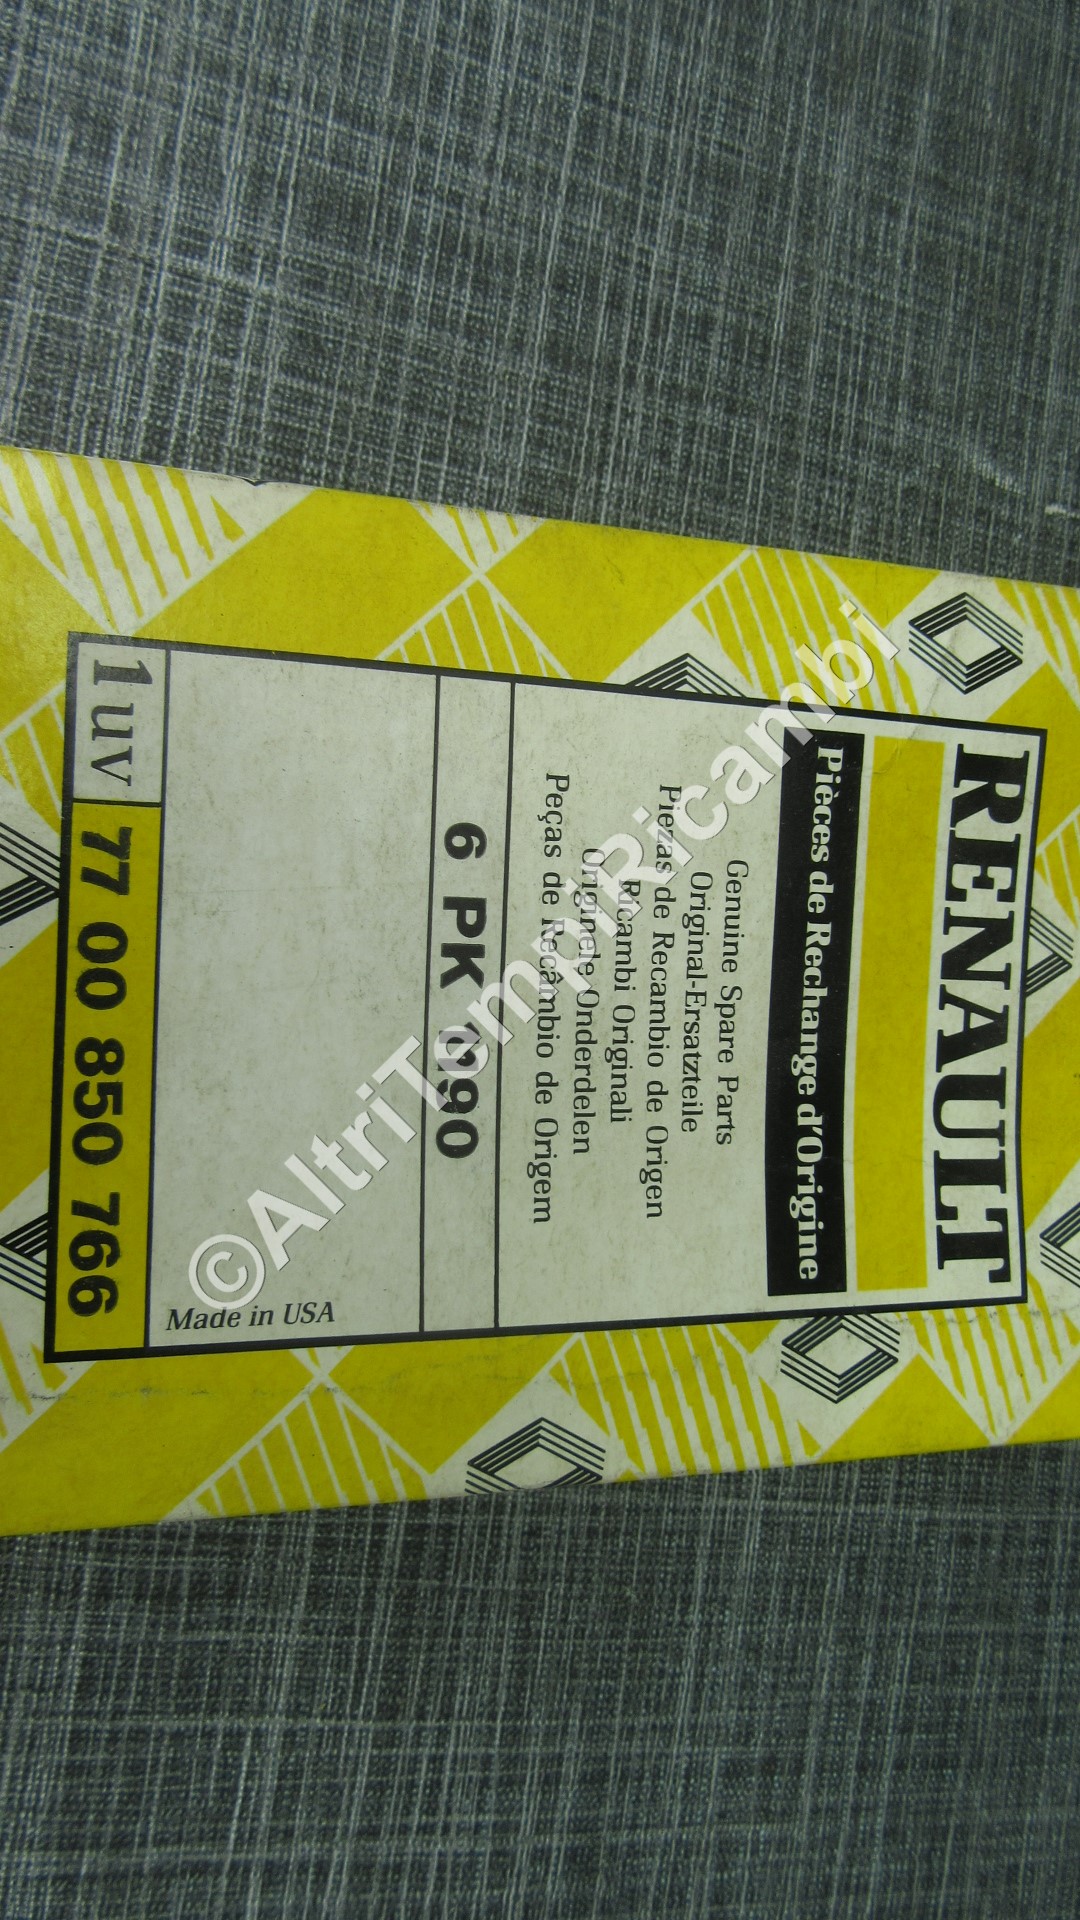 RENAULT
Pièces de Rechange d'Origine
Genuine Spare Parts
Original-Ersatzteile
Piezas de Recambio de Origen
Ricambi Originali
Originele Onderdelen
Peças de Recâmbio de Origem
6 PK
Made in USA
1 UV 77 00 850 766
©AltriTempiRicambi